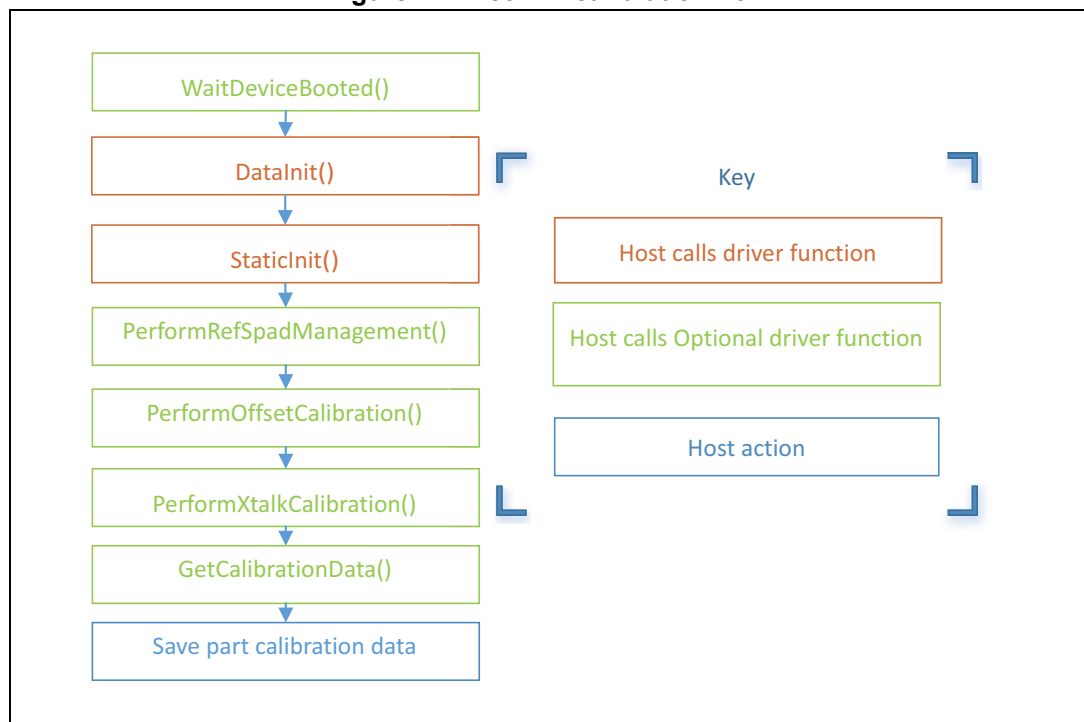 WaitDeviceBooted()
DataInit()
StaticInit()
PerformRefSpadManagement()
PerformOffsetCalibration()
PerformXtalkCalibration()
GetCalibrationData()
Save part calibration data
Key
Host calls driver function
Host calls Optional driver function
Host action